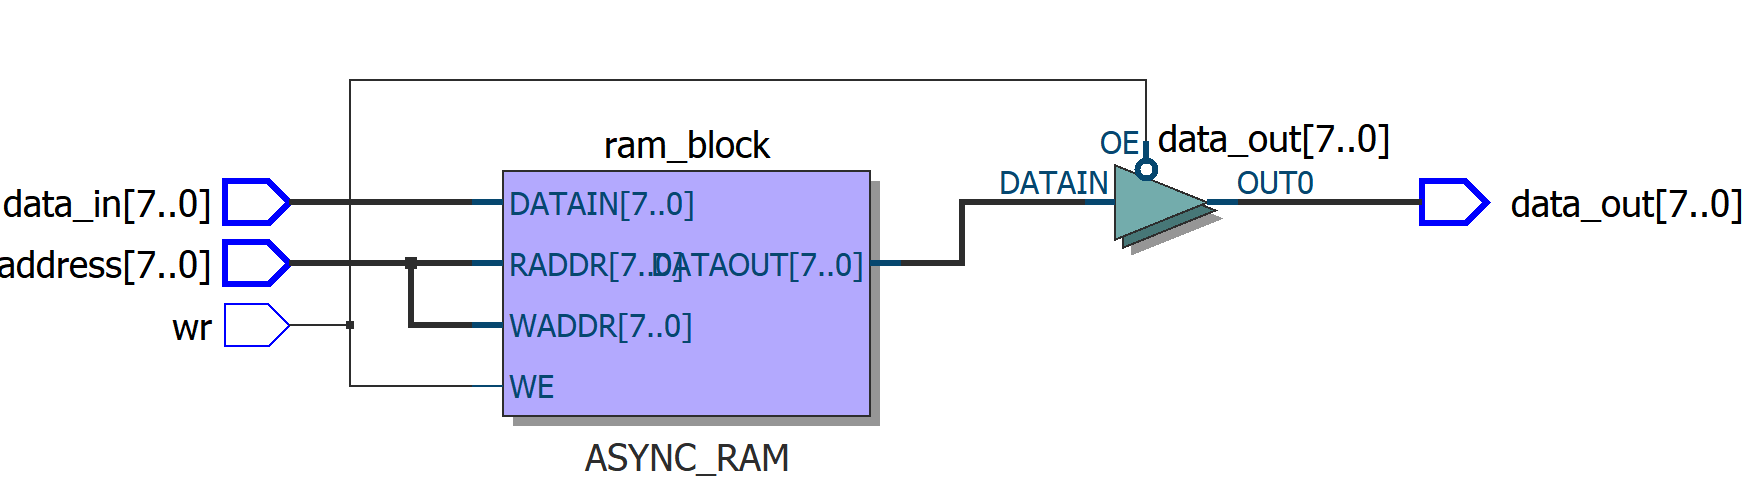 ram_block
OE
data_out[7..0]
DATAIN
OUT0
data_in[7..0]
DATAIN[7..0]
data_out[7..0]
address[7..0]
RADDR[7..0]
DATAOUT[7..0]
wr
WADDR[7..0]
WE
ASYNC_RAM